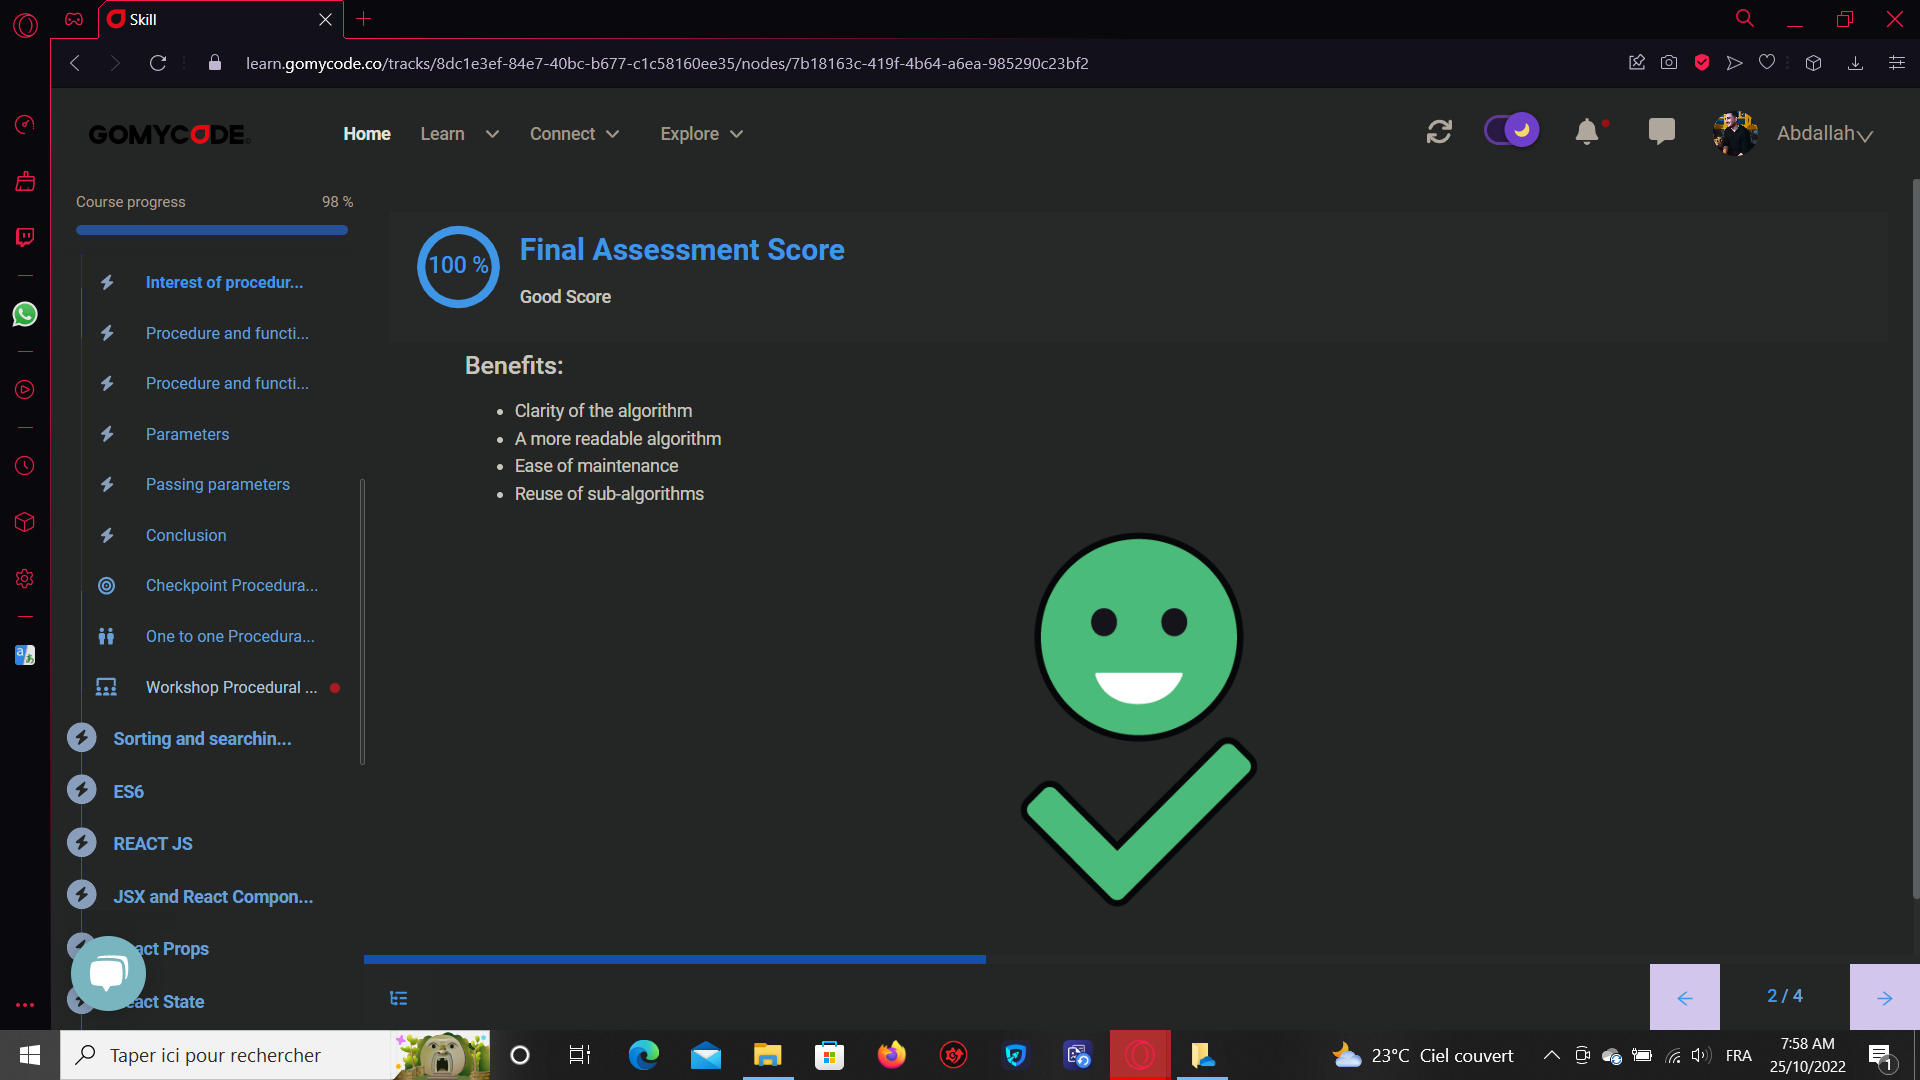 Skill
learn.gomycode.co/tracks/8dc1e3ef-84e7-40bc-b677-c1c58160ee35/nodes/7b18163c-419f-4b64-a6ea-985290c23bf2
GOMYCODE
Home
Learn
Connect
Explore
Abdallah
Course progress
98 %
Interest of procedur...
Procedure and functi...
Procedure and functi...
Parameters
Passing parameters
Conclusion
Checkpoint Procedura...
One to one Procedura...
Workshop Procedural ...
Sorting and searchin...
ES6
REACT JS
JSX and React Compon...
act Props
act State
100 %
Final Assessment Score
Good Score
Benefits:
Clarity of the algorithm
A more readable algorithm
Ease of maintenance
Reuse of sub-algorithms
2 / 4
Taper ici pour rechercher
23°C Ciel couvert
FRA
7:58 AM
25/10/2022
1